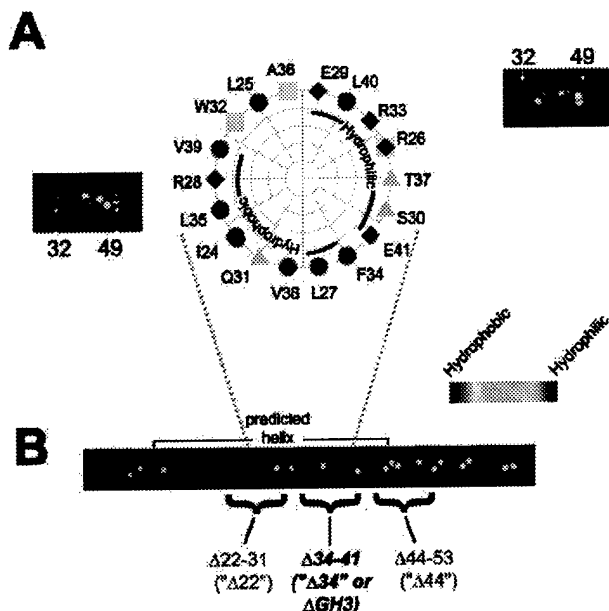 A
A36
E29
L25
L40
W32
R33
R26
V39
T37
R28
S30
L35
E41
I24
F34
Q31
L27
V38
Hydrophilic
Hydrophobic
32 49
32 49
Hydrophobic
Hydrophilic
predicted
helix
B
Δ22-31
("Δ22")
Δ34-41
("Δ34" or
ΔGH3)
Δ44-53
("Δ44")